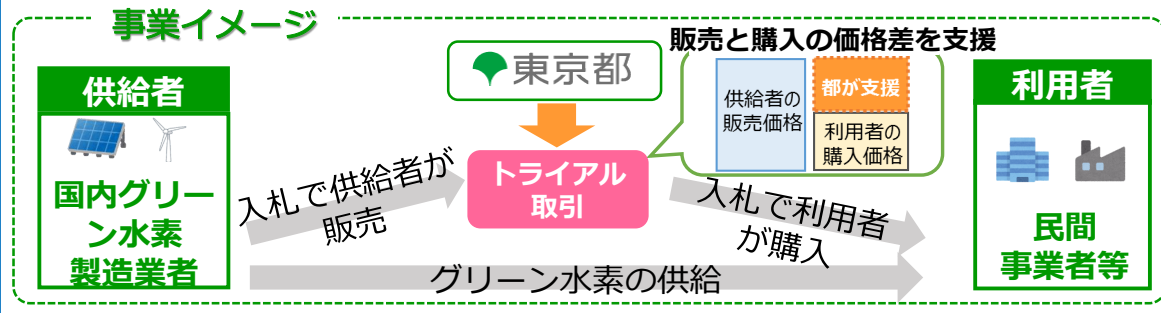 事業イメージ
販売と購入の価格差を支援
東京都
供給者
国内グリー
ン水素
製造業者
入札で供給者が
販売
トライアル
取引
供給者の
販売価格
都が支援
利用者の
購入価格
入札で利用者
が購入
利用者
民間
事業者等
グリーン水素の供給